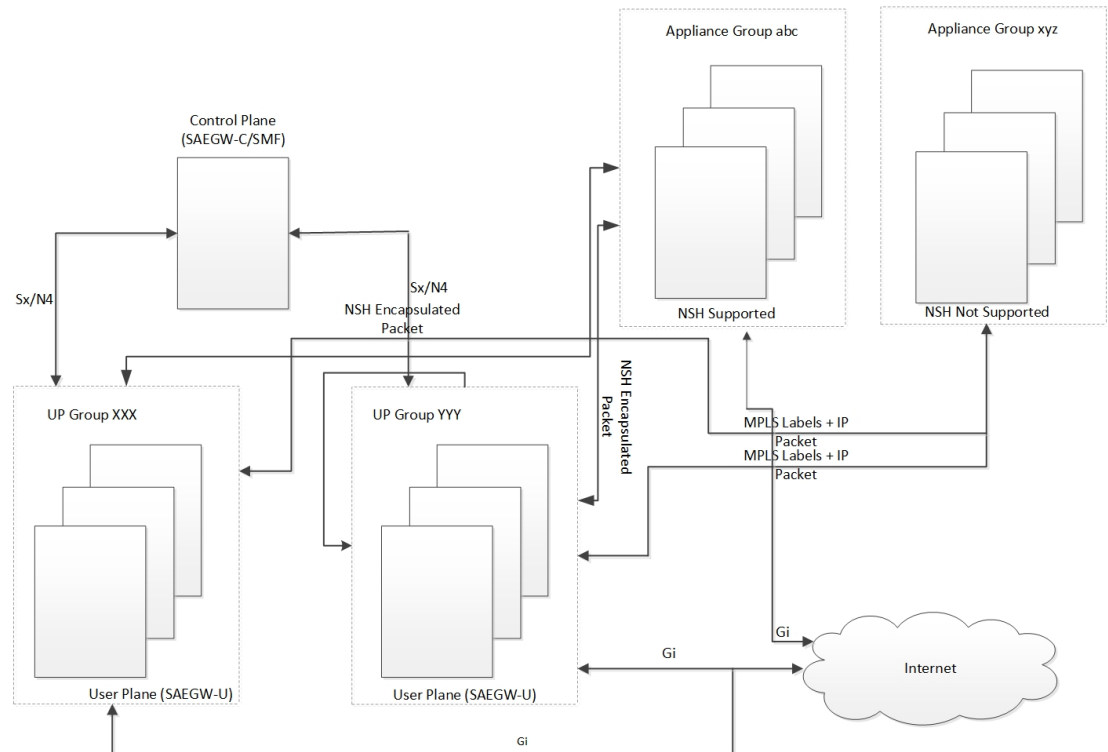 Appliance Group abc
Appliance Group xyz
Control Plane
(SAEGW-C/SMF)
Sx/N4
Sx/N4
NSH Encapsulated
Packet
NSH Supported
NSH Not Supported
NSH Encapsulated
Packet
UP Group XXX
UP Group YYY
MPLS Labels + IP
Packet
MPLS Labels + IP
Packet
Gi
Gi
Internet
User Plane (SAEGW-U)
User Plane (SAEGW-U)
Gi